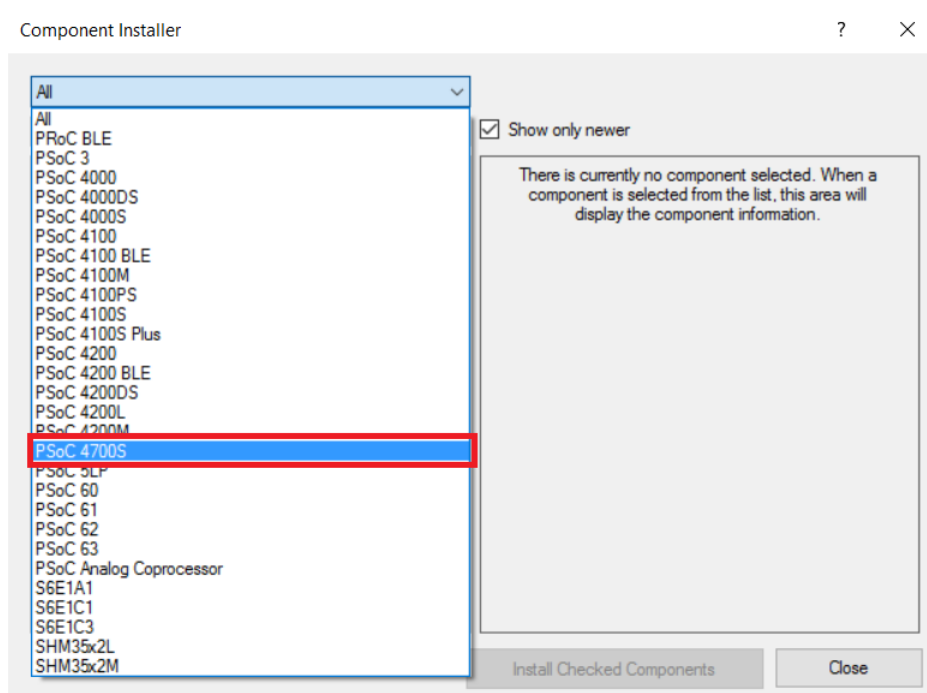 Component Installer
?
All
All
PRoC BLE
PSoC 3
PSoC 4000
PSoC 4000DS
PSoC 4000S
PSoC 4100
PSoC 4100 BLE
PSoC 4100M
PSoC 4100PS
PSoC 4100S
PSoC 4100S Plus
PSoC 4200
PSoC 4200 BLE
PSoC 4200DS
PSoC 4200L
PSoC 4200M
PSoC 4700S
PSoC 5LP
PSoC 60
PSoC 61
PSoC 62
PSoC 63
PSoC Analog Coprocessor
S6E1A1
S6E1C1
S6E1C3
SHM35x2L
SHM35x2M
Show only newer
There is currently no component selected. When a
component is selected from the list, this area will
display the component information.
Install Checked Components
Close